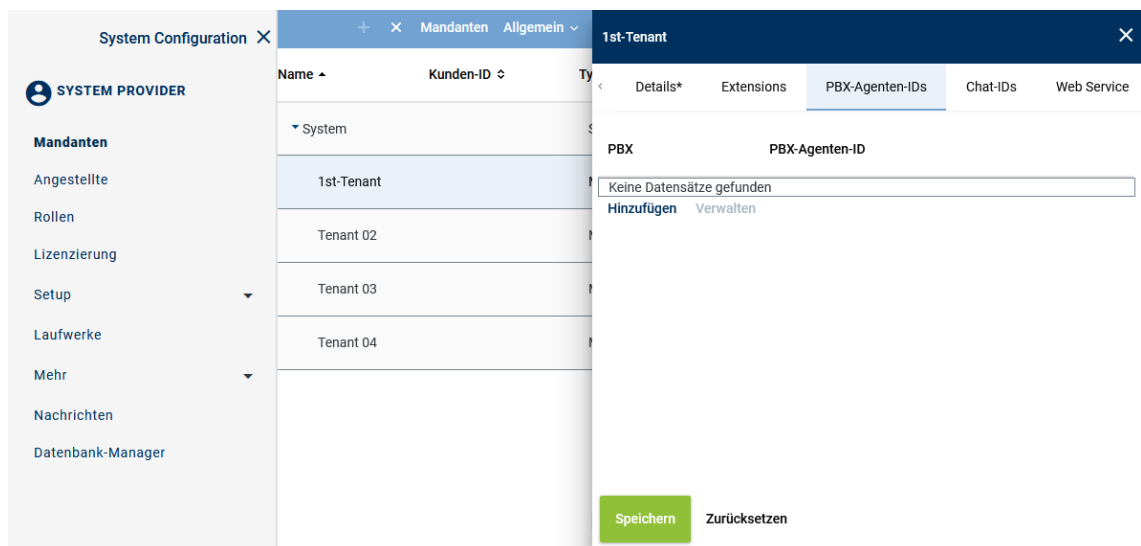 System Configuration
SYSTEM PROVIDER
Mandanten
Angestellte
Rollen
Lizenzierung
Setup
Laufwerke
Mehr
Nachrichten
Datenbank-Manager
Mandanten Allgemein
Name Kunden-ID Ty
System
1st-Tenant
Tenant 02
Tenant 03
Tenant 04
1st-Tenant
Details* Extensions PBX-Agenten-IDs Chat-IDs Web Service
PBX PBX-Agenten-ID
Keine Datensätze gefunden
Hinzufügen Verwalten
Speichern Zurücksetzen